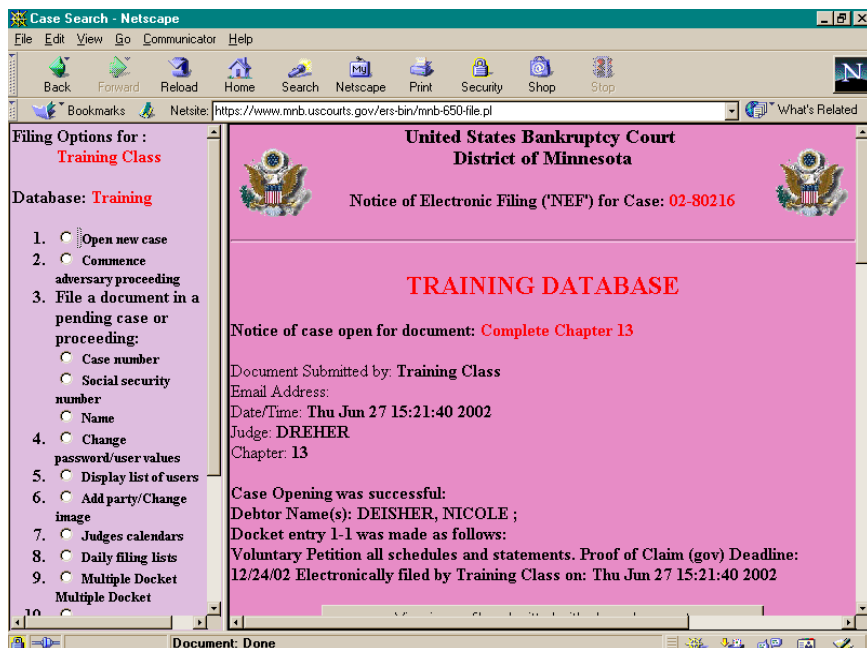 Case Search - Netscape
File Edit View Go Communicator Help
Back Forward Reload Home Search Netscape Print Security Shop Stop
My
N
Bookmarks Netsite: https://www.mnb.uscourts.gov/ers-bin/mnb-650-file.pl What's Related
Filing Options for :
Training Class
Database: Training
1. Open new case
2. Commence
adversary proceeding
3. File a document in a
pending case or
proceeding:
Case number
Social security
number
Name
4. Change
password/user values
5. Display list of users
6. Add party/Change
image
7. Judges calendars
8. Daily filing lists
9. Multiple Docket
Multiple Docket
10.
United States Bankruptcy Court
District of Minnesota
Notice of Electronic Filing ('NEF') for Case: 02-80216
TRAINING DATABASE
Notice of case open for document: Complete Chapter 13
Document Submitted by: Training Class
Email Address:
Date/Time: Thu Jun 27 15:21:40 2002
Judge: DREHER
Chapter: 13
Case Opening was successful:
Debtor Name(s): DEISHER, NICOLE ;
Docket entry 1-1 was made as follows:
Voluntary Petition all schedules and statements. Proof of Claim (gov) Deadline:
12/24/02 Electronically filed by Training Class on: Thu Jun 27 15:21:40 2002
Document: Done